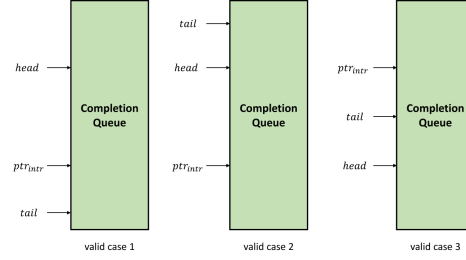 head
ptr_intr
tail
Completion
Queue
valid case 1
tail
head
ptr_intr
Completion
Queue
valid case 2
ptr_intr
tail
head
Completion
Queue
valid case 3